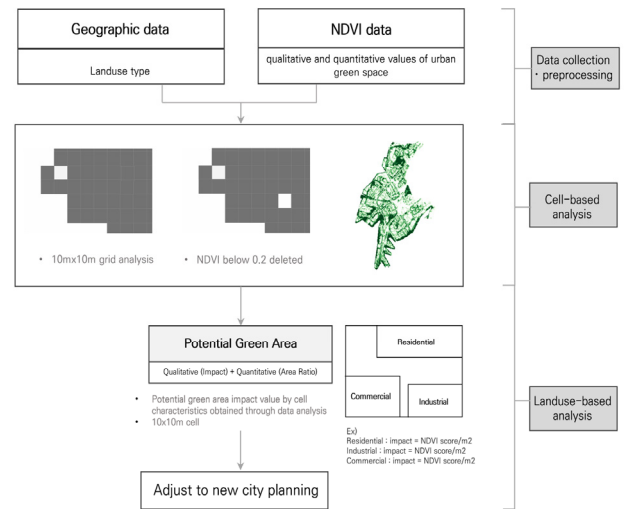 Geographic data
Landuse type
NDVI data
qualitative and quantitative values of urban
green space
Data collection
· preprocessing
• 10mx10m grid analysis
• NDVI below 0.2 deleted
Cell-based
analysis
Potential Green Area
Qualitative (Impact) + Quantitative (Area Ratio)
• Potential green area impact value by cell
characteristics obtained through data analysis
• 10x10m cell
Residential
Commercial
Industrial
Ex)
Residential : impact = NDVI score/m2
Industrial : impact = NDVI score/m2
Commercial : impact = NDVI score/m2
Landuse-based
analysis
Adjust to new city planning